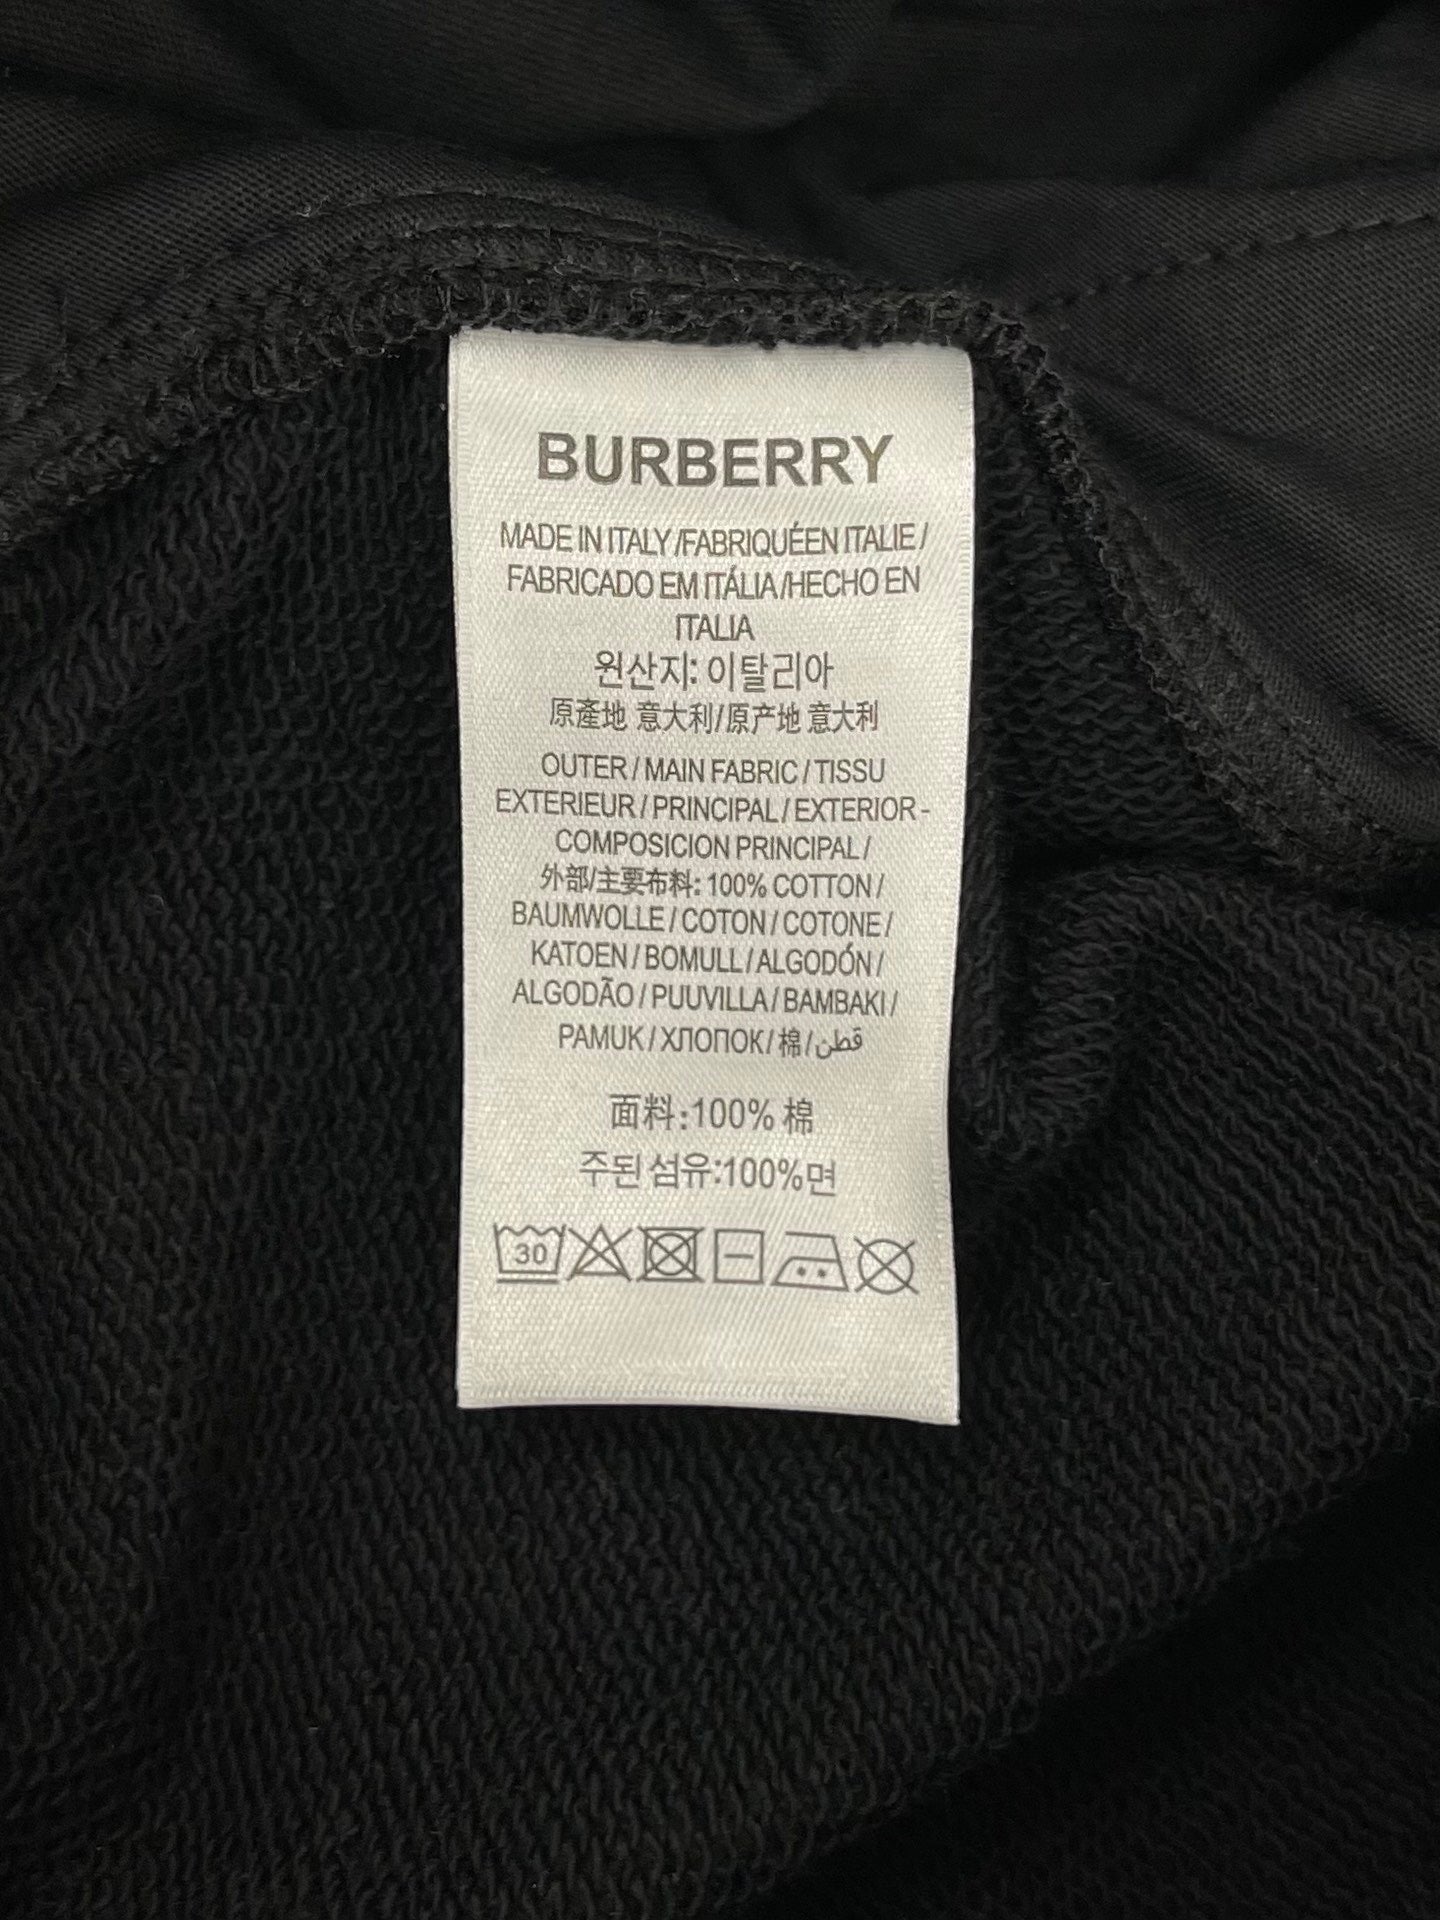 BURBERRY
MADE IN ITALY /FABRIQUÉEN ITALIE /
FABRICADO EM ITÁLIA /HECHO EN
ITALIA
원산지: 이탈리아
原產地 意大利/原产地 意大利
OUTER / MAIN FABRIC / TISSU
EXTERIEUR / PRINCIPAL / EXTERIOR -
COMPOSICION PRINCIPAL /
外部/主要布料: 100% COTTON /
BAUMWOLLE / COTON / COTONE /
KATOEN / BOMULL / ALGODÓN /
ALGODÃO / PUUVILLA / BAMBAKI /
PAMUK / ХЛОПОК / 棉 / قطن
面料:100% 棉
주된 섬유:100%면
30